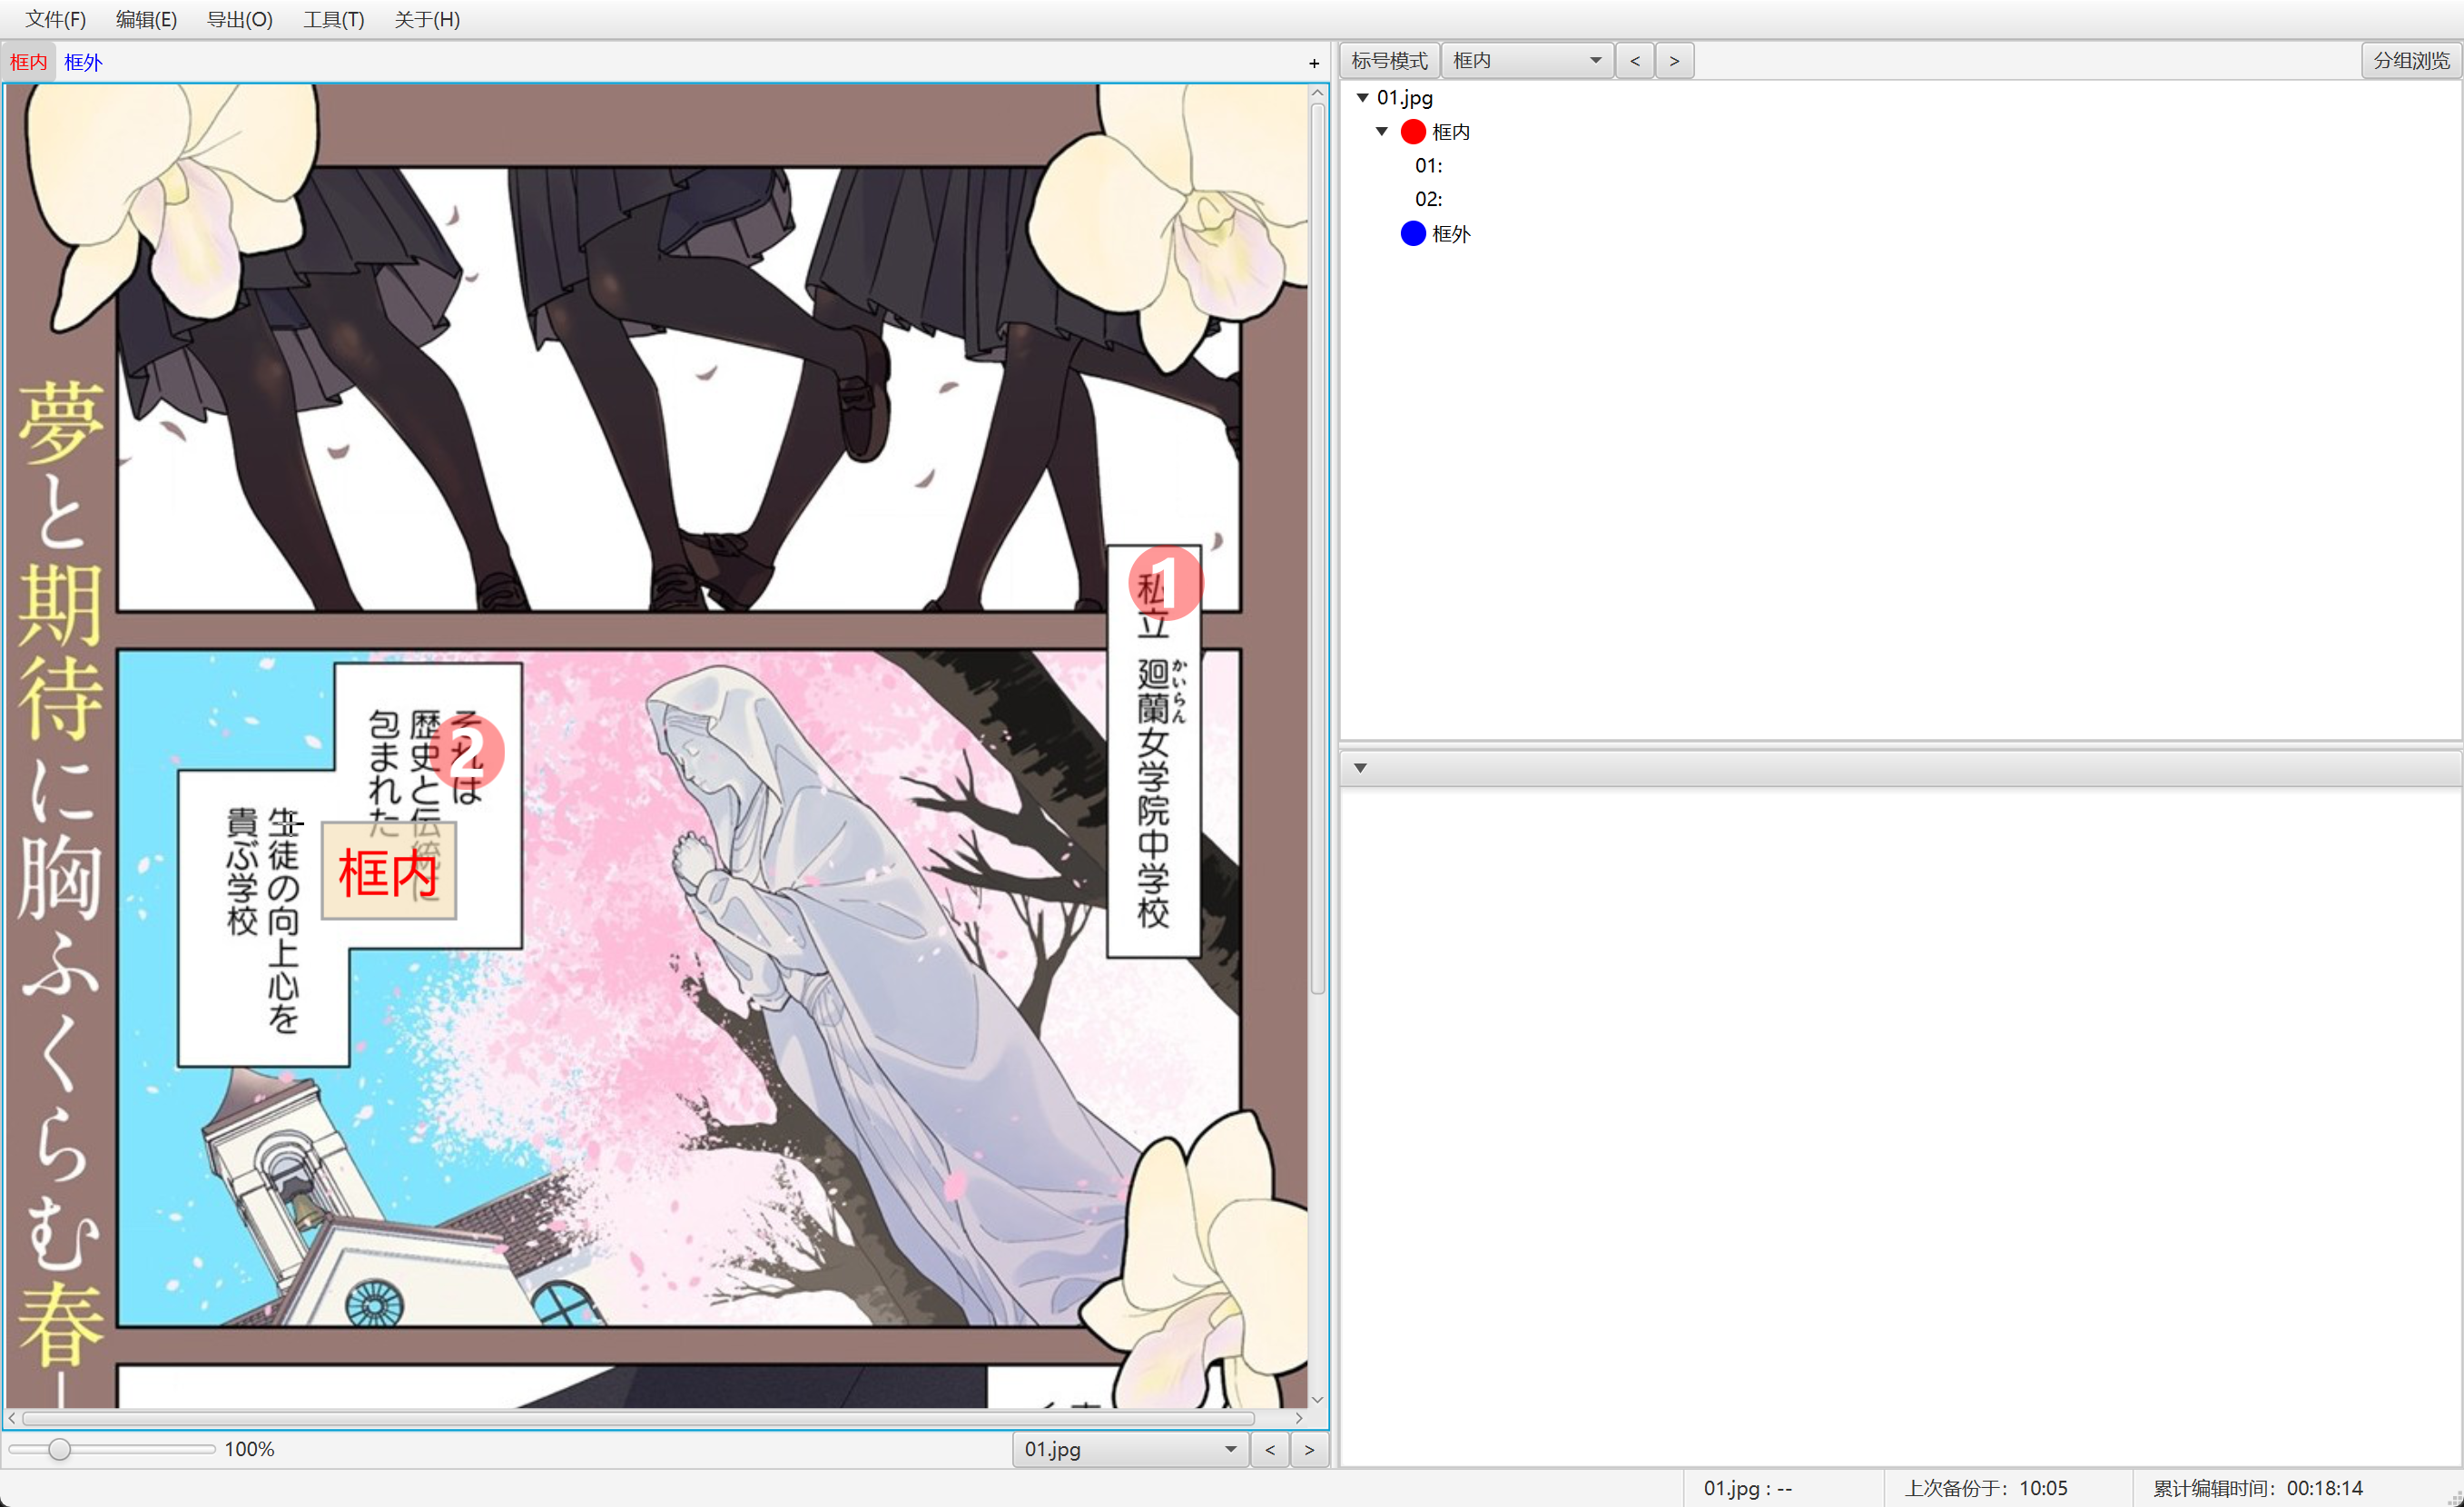 文件(F) 编辑(E) 导出(O) 工具(T) 关于(H)
框内 框外 +
标号模式 框内 < > 分组浏览
01.jpg
框内
01:
02:
框外
私立 廻蘭女学院中学校
かいらん
1
それは
歴史と伝統に
包まれた
2
生徒の向上心を
貴ぶ学校
框内
夢と期待に胸ふくらむ春―
100% 01.jpg < >
01.jpg : -- 上次备份于：10:05 累计编辑时间：00:18:14